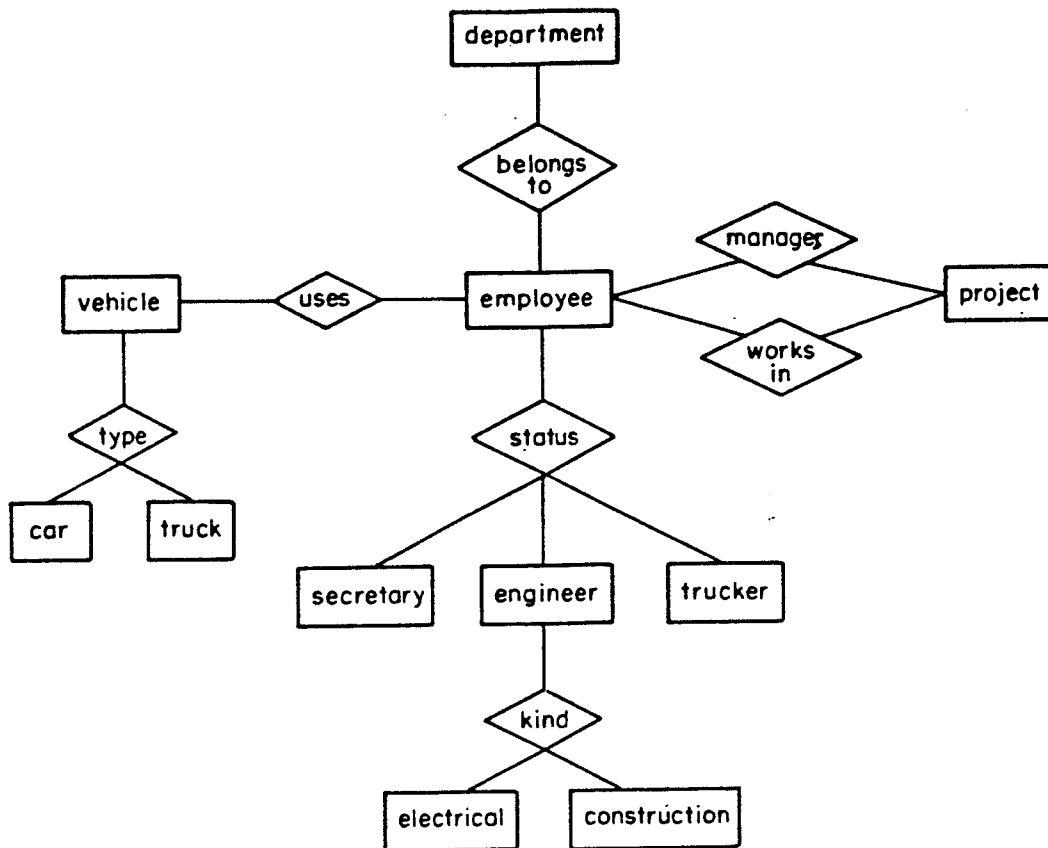 department
belongs
to
manages
vehicle
uses
employee
project
works
in
type
status
car
truck
secretary
engineer
trucker
kind
electrical
construction